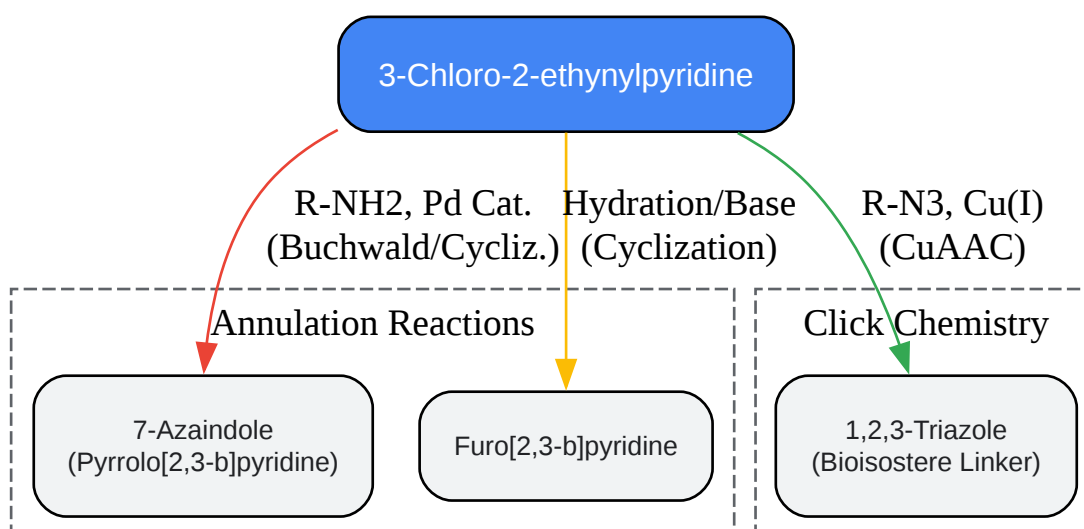 3-Chloro-2-ethynylpyridine
R-NH2, Pd Cat.
(Buchwald/Cycliz.)
Hydration/Base
(Cyclization)
R-N3, Cu(I)
(CuAAC)
Annulation Reactions
Click Chemistry
7-Azaindole
(Pyrrolo[2,3-b]pyridine)
Furo[2,3-b]pyridine
1,2,3-Triazole
(Bioisostere Linker)